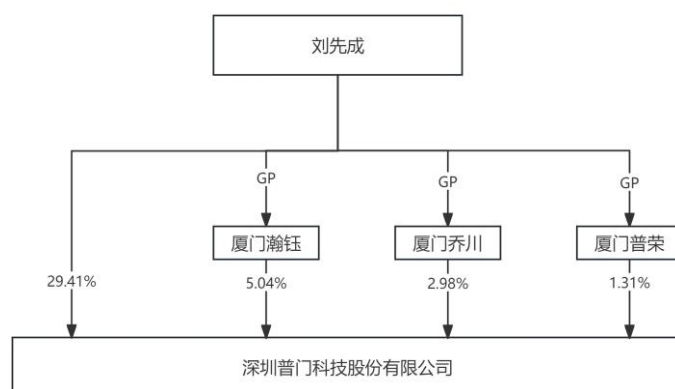 刘先成
GP
GP
GP
厦门瀚钰
厦门乔川
厦门普荣
29.41%
5.04%
2.98%
1.31%
深圳普门科技股份有限公司